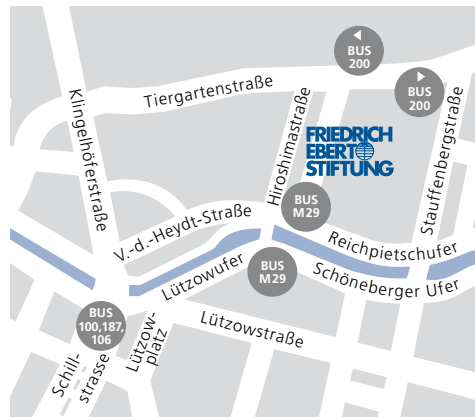 BUS
200
BUS
200
Tiergartenstraße
Klingelhöferstraße
Hiroshimastraße
Stauffenbergstraße
FRIEDRICH
EBERT
STIFTUNG
BUS
M29
V.-d.-Heydt-Straße
Reichpietschufer
Lützowufer
BUS
M29
Schöneberger Ufer
BUS
100,187,
106
Lützow-
platz
Lützowstraße
Schill-
strasse